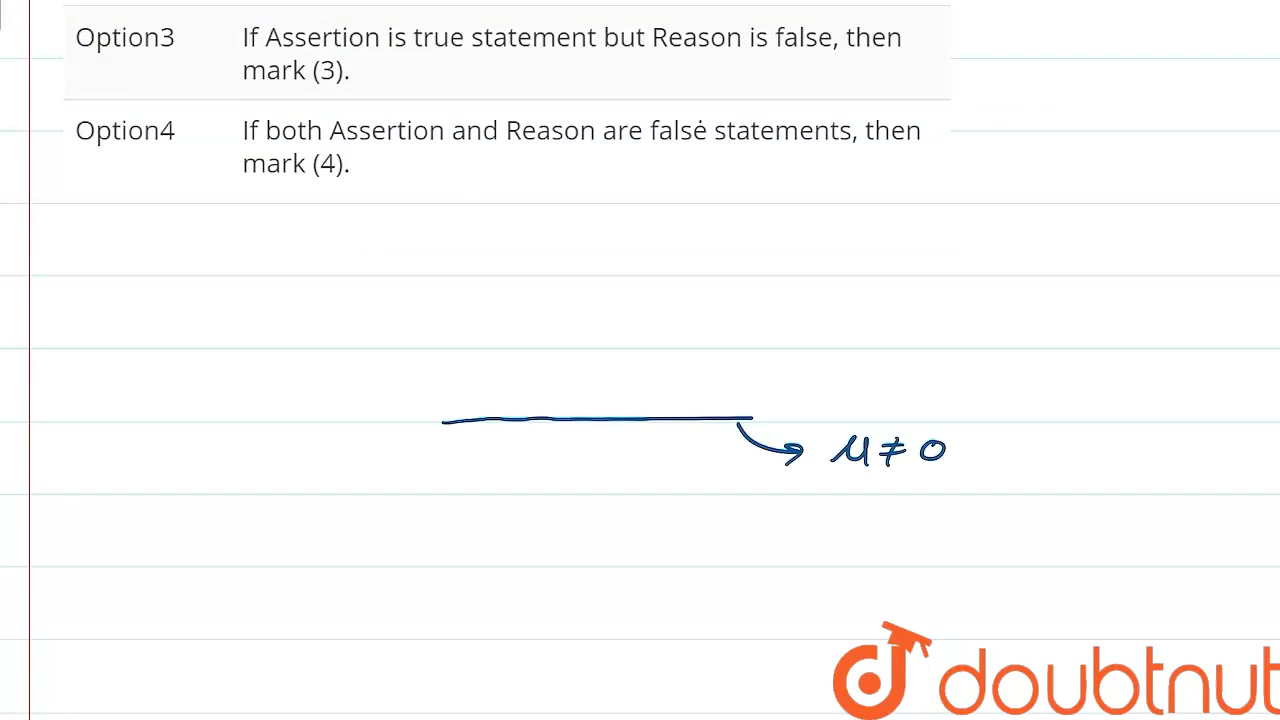 Option3 If Assertion is true statement but Reason is false, then
mark (3).
Option4 If both Assertion and Reason are false statements, then
mark (4).
μ ≠ 0
doubtnut